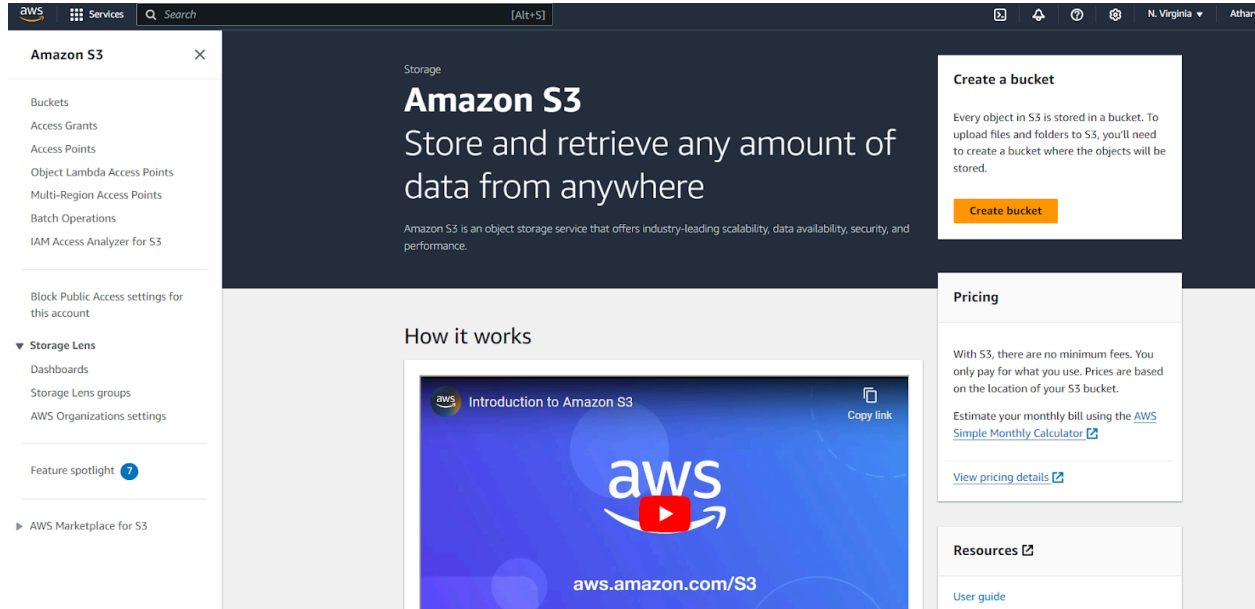 aws
Services
Search
[Alt+S]
N. Virginia
Amazon S3
Buckets
Access Grants
Access Points
Object Lambda Access Points
Multi-Region Access Points
Batch Operations
IAM Access Analyzer for S3
Block Public Access settings for
this account
Storage Lens
Dashboards
Storage Lens groups
AWS Organizations settings
Feature spotlight 7
AWS Marketplace for S3
Storage
Amazon S3
Store and retrieve any amount of
data from anywhere
Amazon S3 is an object storage service that offers industry-leading scalability, data availability, security, and
performance.
How it works
aws
Introduction to Amazon S3
Copy link
aws
aws.amazon.com/S3
Create a bucket
Every object in S3 is stored in a bucket. To
upload files and folders to S3, you'll need
to create a bucket where the objects will be
stored.
Create bucket
Pricing
With S3, there are no minimum fees. You
only pay for what you use. Prices are based
on the location of your S3 bucket.
Estimate your monthly bill using the AWS
Simple Monthly Calculator
View pricing details
Resources
User guide